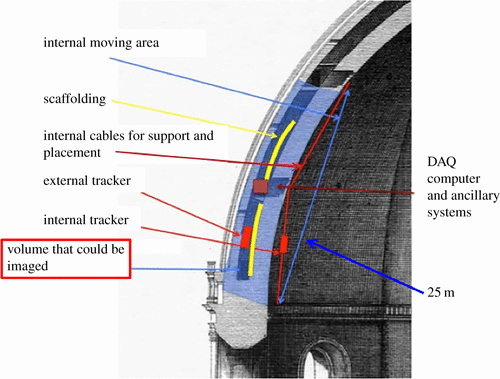 internal moving area
scaffolding
internal cables for support and
placement
external tracker
internal tracker
volume that could be
imaged
DAQ
computer
and ancillary
systems
25 m